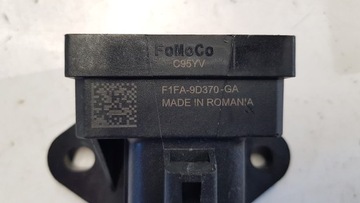 FoMoCo
C95YV
F1FA-9D370-GA
MADE IN ROMANIA